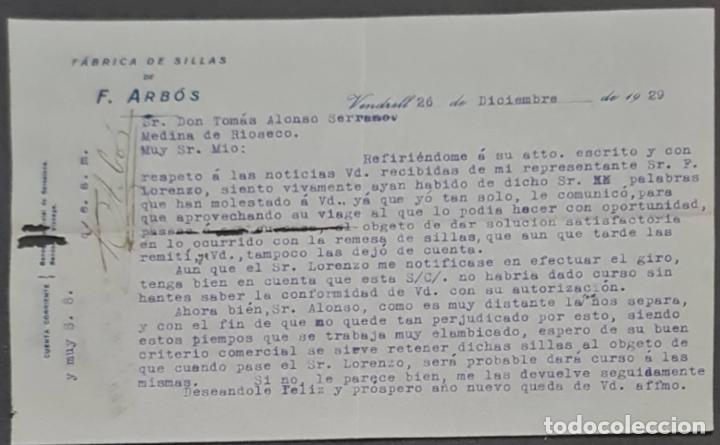 FÁBRICA DE SILLAS
DE
F. ARBÓS
Vendrell 26 de Diciembre de 1929
Sr. Don Tomás Alonso Serrano
Medina de Rioseco.
Muy Sr. Mio:
Refiriéndome á su atto. escrito y con
respeto á las noticias Vd. recibidas de mi representante Sr. F.
Lorenzo, siento vivamente ayan habido de dicho Sr. palabras
que han molestado á Vd.. yá que yó tan solo, le comunicó, para
que aprovechando su viage al que lo podia hacer con oportunidad,
obgeto de dar solución satisfactoria
en lo ocurrido con la remesa de sillas, que aun que tarde las
remití, Vd., tampoco las dejó de cuenta.
Aun que el Sr. Lorenzo me notificase en efectuar el giro,
tenga bien en cuenta que esta S/C/. no habria dado curso sin
hantes saber la conformidad de Vd. con su autorización.
Ahora bién, Sr. Alonso, como es muy distante la nos separa,
y con el fin de que no quede tan perjudicado por esto, siendo
estos piempos que se trabaja muy elambicado, espero de su buen
criterio comercial se sirve retener dichas sillas al obgeto de
que cuando pase el Sr. Lorenzo, será probable dará curso á las
mismas. Si no, le parece bien, me las devuelve seguidamente
Deseandole Feliz y próspero año nuevo queda de Vd. affmo.
y muy S. S. q. e. s. m.
F. Arbós
CUENTA CORRIENTE
todocoleccion.net